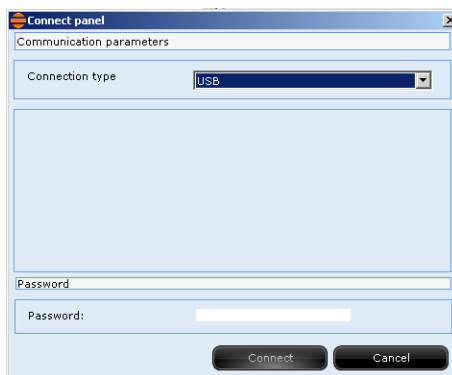 Connect panel
Communication parameters
Connection type
USB
Password
Password:
Connect
Cancel